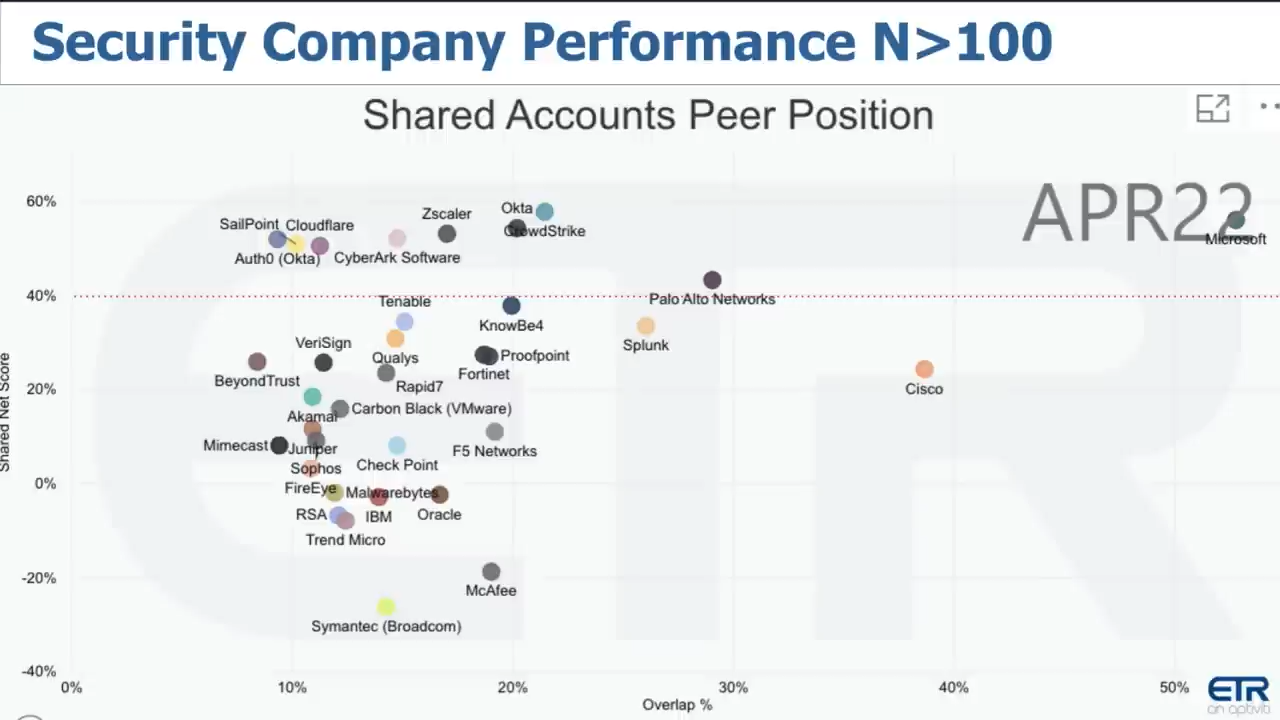 Security Company Performance N>100
Shared Accounts Peer Position
APR22
60%
40%
20%
0%
-20%
-40%
Shared Net Score
SailPoint
Cloudflare
Auth0 (Okta)
CyberArk Software
Zscaler
Okta
CrowdStrike
Microsoft
Palo Alto Networks
Tenable
KnowBe4
Splunk
VeriSign
Qualys
Proofpoint
Fortinet
BeyondTrust
Rapid7
Cisco
Akamai
Carbon Black (VMware)
Mimecast
Juniper
F5 Networks
Sophos
Check Point
FireEye
Malwarebytes
RSA
IBM
Oracle
Trend Micro
McAfee
Symantec (Broadcom)
0%
10%
20%
30%
40%
50%
Overlap %
ETR
an aptiviti
ETR